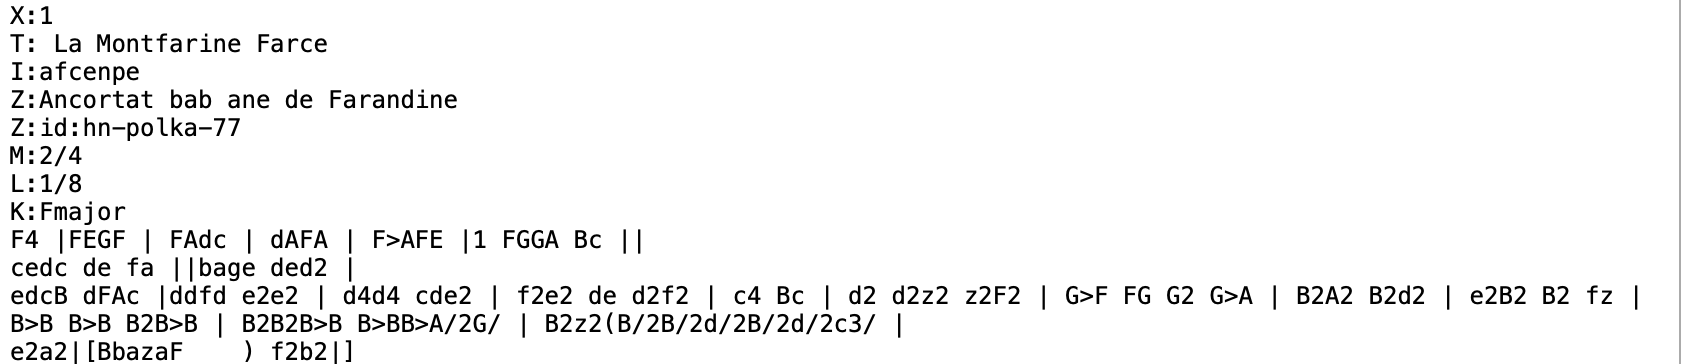 X:1
T: La Montfarine Farce
I:afcenpe
Z:Ancortat bab ane de Farandine
Z:id:hn-polka-77
M:2/4
L:1/8
K:Fmajor
F4 |FEGF | FAdc | dAFA | F>AFE |1 FGGA Bc ||
cedc de fa ||bage ded2 |
edcB dFAc |ddfd e2e2 | d4d4 cde2 | f2e2 de d2f2 | c4 Bc | d2 d2z2 z2F2 | G>F FG G2 G>A | B2A2 B2d2 | e2B2 B2 fz |
B>B B>B B2B>B | B2B2B>B B>BB>A/2G/ | B2z2(B/2B/2d/2B/2d/2c3/ |
e2a2|[BbazaF    ) f2b2|]